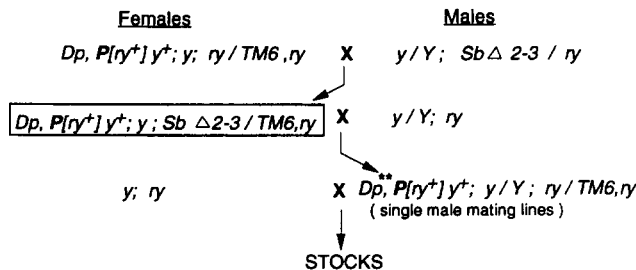 Females Males
Dp, P[ry+] y+; y; ry / TM6 ,ry X y / Y ; Sb △ 2-3 / ry
Dp, P[ry+] y+; y ; Sb △2-3 / TM6,ry X y / Y; ry
y; ry X Dp,** P[ry+] y+; y / Y ; ry / TM6,ry
( single male mating lines )
STOCKS